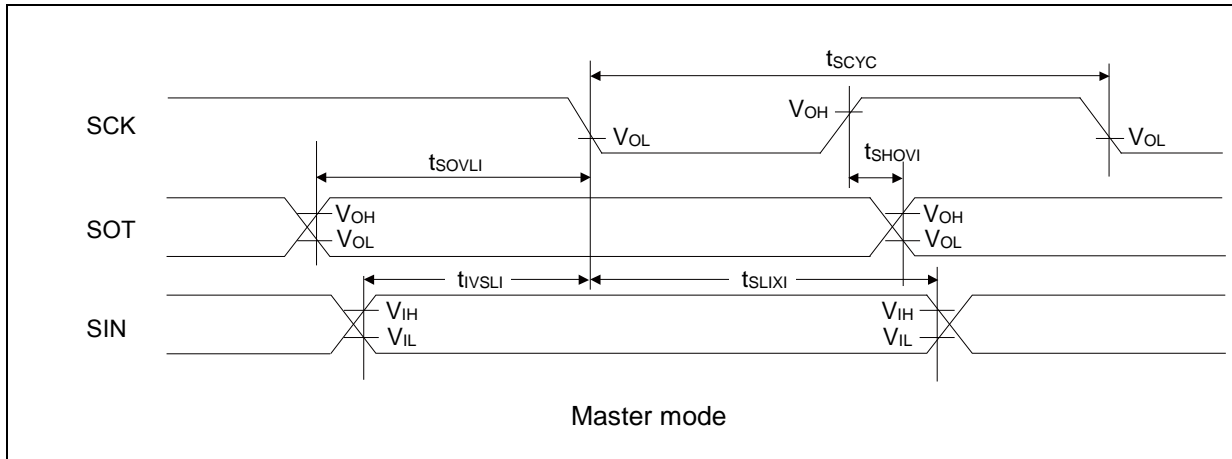 tSCYC
SCK
VOH
VOL
VOL
tSHOVI
tSOVLI
SOT
VOH
VOL
VOH
VOL
tIVSLI
tSLIXI
SIN
VIH
VIL
VIH
VIL
Master mode